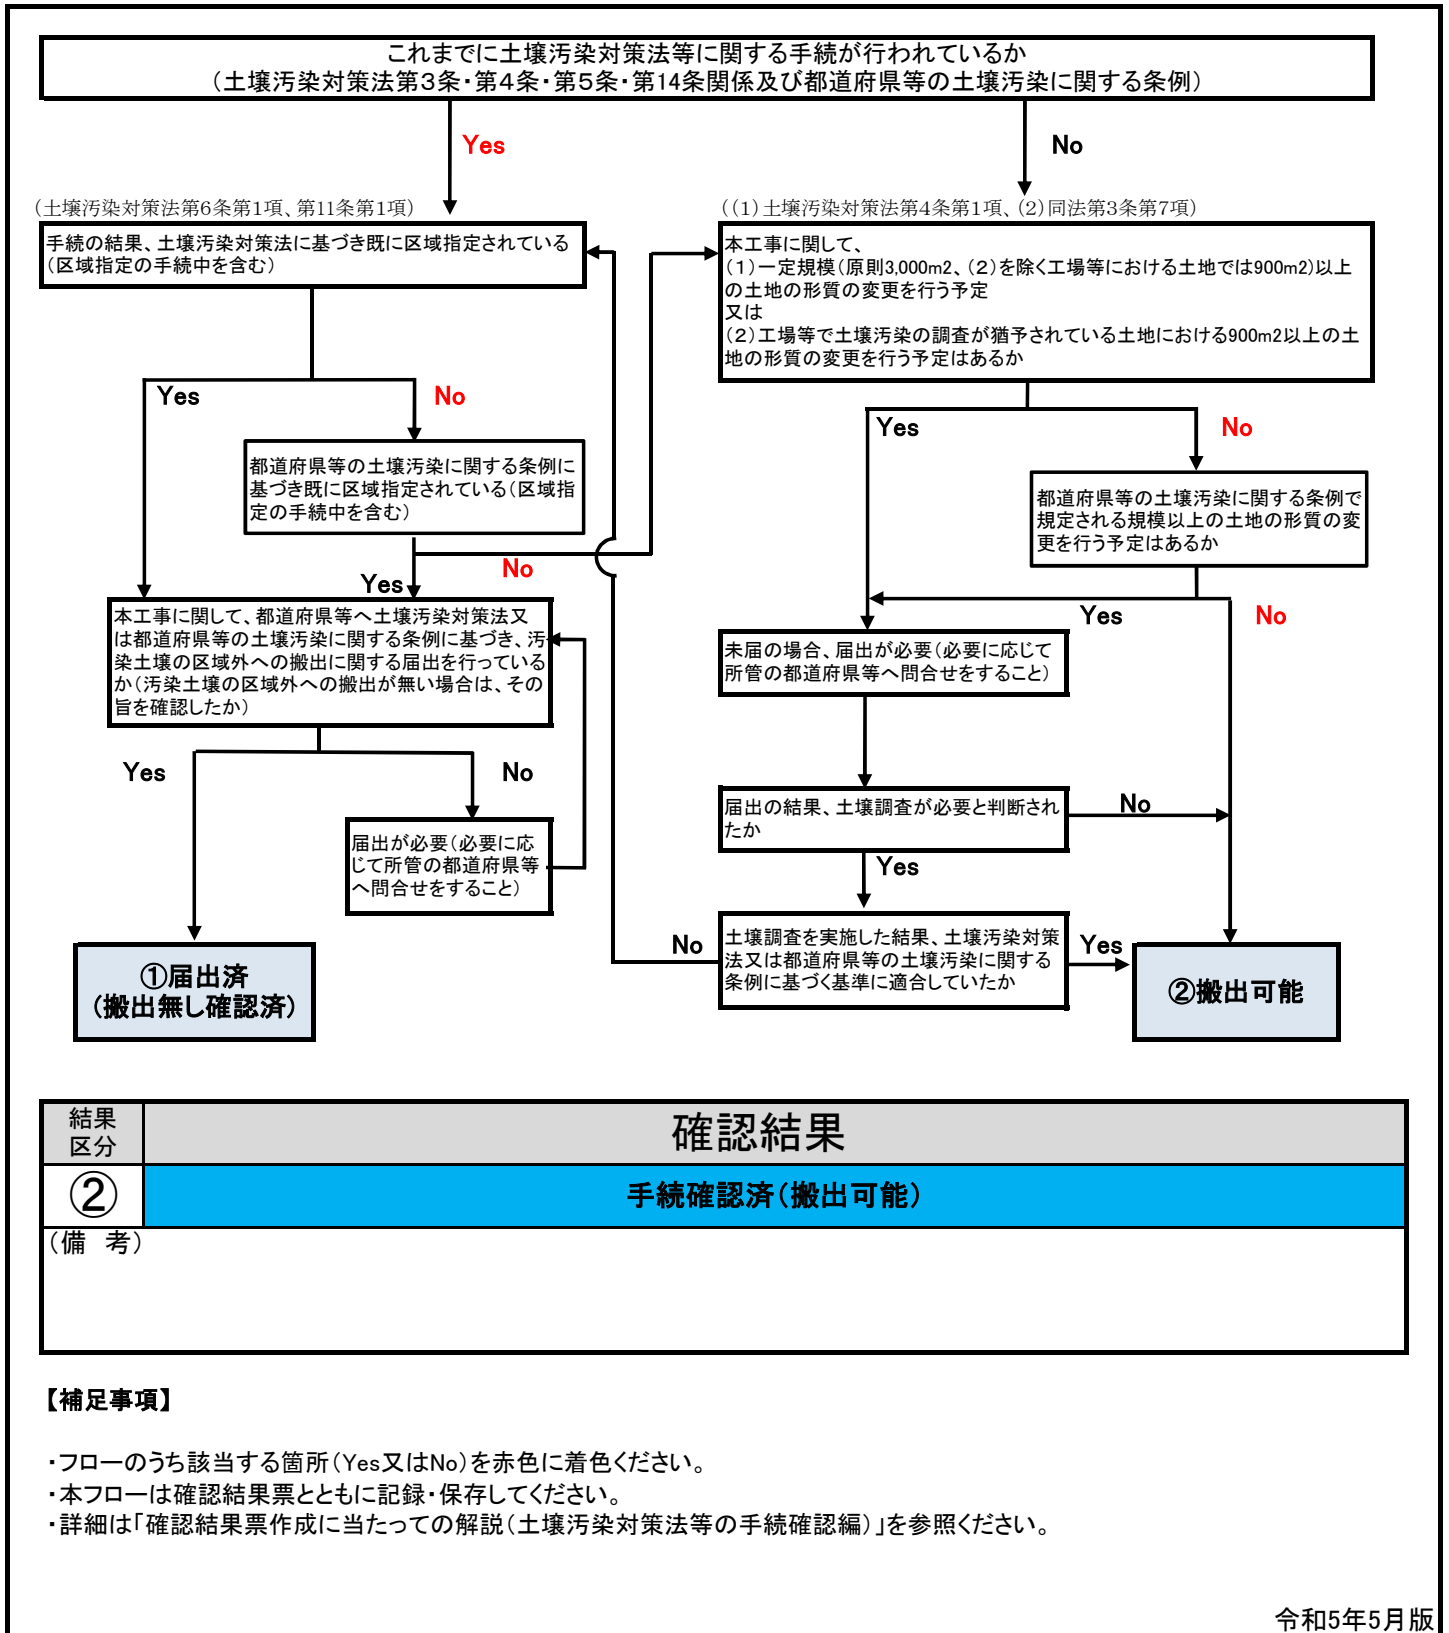 これまでに土壌汚染対策法等に関する手続が行われているか
(土壌汚染対策法第3条・第4条・第5条・第14条関係及び都道府県等の土壌汚染に関する条例)
Yes
No
(土壌汚染対策法第6条第1項、第11条第1項)
((1)土壌汚染対策法第4条第1項、(2)同法第3条第7項)
手続の結果、土壌汚染対策法に基づき既に区域指定されている
(区域指定の手続中を含む)
本工事に関して、
(1)一定規模(原則3,000m2、(2)を除く工場等における土地では900m2)以上
の土地の形質の変更を行う予定
又は
(2)工場等で土壌汚染の調査が猶予されている土地における900m2以上の土
地の形質の変更を行う予定はあるか
Yes
No
Yes
No
都道府県等の土壌汚染に関する条例に
基づき既に区域指定されている(区域指
定の手続中を含む)
都道府県等の土壌汚染に関する条例で
規定される規模以上の土地の形質の変
更を行う予定はあるか
No
Yes
Yes
No
本工事に関して、都道府県等へ土壌汚染対策法又
は都道府県等の土壌汚染に関する条例に基づき、汚
染土壌の区域外への搬出に関する届出を行っている
か(汚染土壌の区域外への搬出が無い場合は、その
旨を確認したか)
未届の場合、届出が必要(必要に応じて
所管の都道府県等へ問合せをすること)
Yes
No
届出の結果、土壌調査が必要と判断され
たか
No
届出が必要(必要に応
じて所管の都道府県等
へ問合せをすること)
Yes
No
土壌調査を実施した結果、土壌汚染対策
法又は都道府県等の土壌汚染に関する
条例に基づく基準に適合していたか
Yes
①届出済
(搬出無し確認済)
②搬出可能
結果
区分
確認結果
②
手続確認済(搬出可能)
(備 考)
【補足事項】
・フローのうち該当する箇所(Yes又はNo)を赤色に着色ください。
・本フローは確認結果票とともに記録・保存してください。
・詳細は「確認結果票作成に当たっての解説(土壌汚染対策法等の手続確認編)」を参照ください。
令和5年5月版